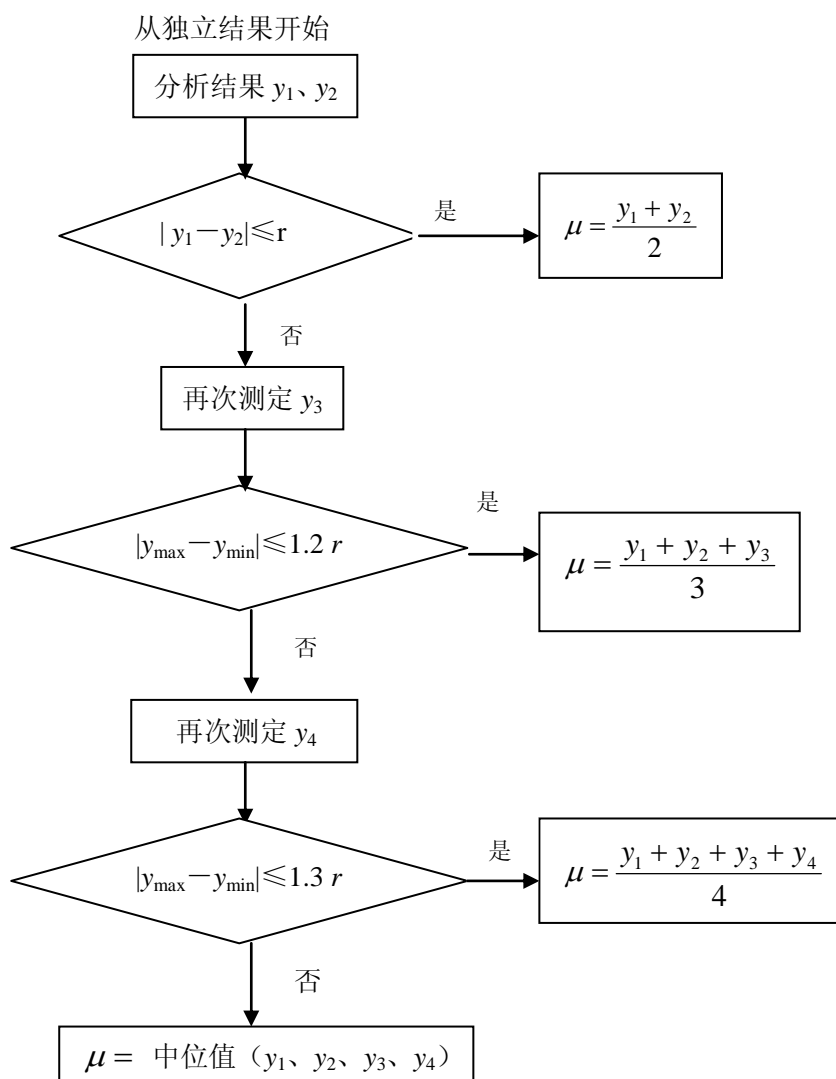 从独立结果开始
分析结果 y₁、y₂
| y₁－y₂|≤r
是
μ = (y₁ + y₂) / 2
否
再次测定 y₃
|yₘₐₓ－yₘᵢₙ|≤1.2 r
是
μ = (y₁ + y₂ + y₃) / 3
否
再次测定 y₄
|yₘₐₓ－yₘᵢₙ|≤1.3 r
是
μ = (y₁ + y₂ + y₃ + y₄) / 4
否
μ = 中位值（y₁、y₂、y₃、y₄）